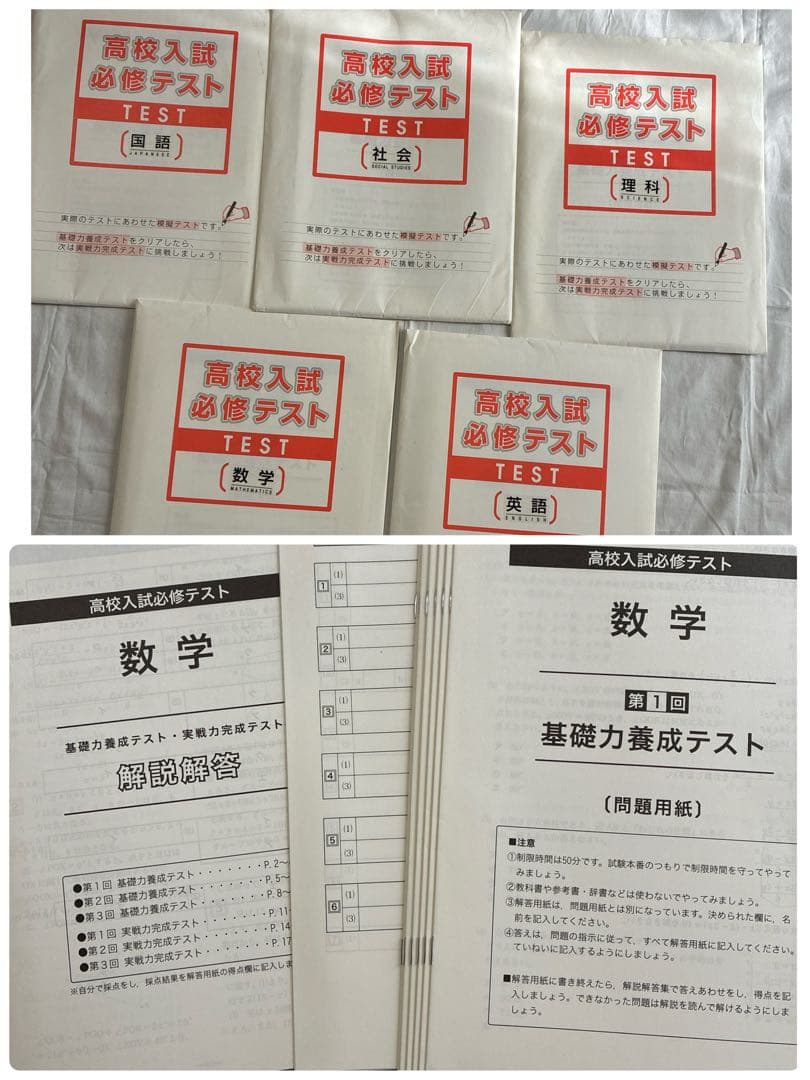 高校入試
必修テスト
TEST
国語
JAPANESE
実際のテストにあわせた模擬テストです。
基礎力養成テストをクリアしたら、
次は実戦力完成テストに挑戦しましょう！
高校入試
必修テスト
TEST
社会
SOCIAL STUDIES
実際のテストにあわせた模擬テストです。
基礎力養成テストをクリアしたら、
次は実戦力完成テストに挑戦しましょう！
高校入試
必修テスト
TEST
理科
SCIENCE
実際のテストにあわせた模擬テストです。
基礎力養成テストをクリアしたら、
次は実戦力完成テストに挑戦しましょう！
高校入試
必修テスト
TEST
数学
MATHEMATICS
高校入試
必修テスト
TEST
英語
ENGLISH
高校入試必修テスト
数学
基礎力養成テスト・実戦力完成テスト
解説解答
●第1回 基礎力養成テスト・・・・・・・・P.2〜
●第2回 基礎力養成テスト・・・・・・・・P.5〜
●第3回 基礎力養成テスト・・・・・・・・P.8〜
●第1回 実戦力完成テスト・・・・・・・・P.11〜
●第2回 実戦力完成テスト・・・・・・・・P.14
●第3回 実戦力完成テスト・・・・・・・・P.17
※自分で採点をし，採点結果を解答用紙の得点欄に記入しま
1 (1)
(3)
2 (1)
(3)
3 (1)
(3)
4 (1)
(3)
5 (1)
(3)
6 (1)
(3)
高校入試必修テスト
数学
第1回
基礎力養成テスト
〔問題用紙〕
■注意
①制限時間は50分です。試験本番のつもりで制限時間を守ってやって
みましょう。
②教科書や参考書・辞書などは使わないでやってみましょう。
③解答用紙は，問題用紙とは別になっています。決められた欄に，名
前を記入してください。
④答えは，問題の指示に従って，すべて解答用紙に記入してください。
ていねいに記入するようにしましょう。
■解答用紙に書き終えたら，解説解答集で答えあわせをし，得点を記
入しましょう。できなかった問題は解説を読んで解けるようにしま
しょう。